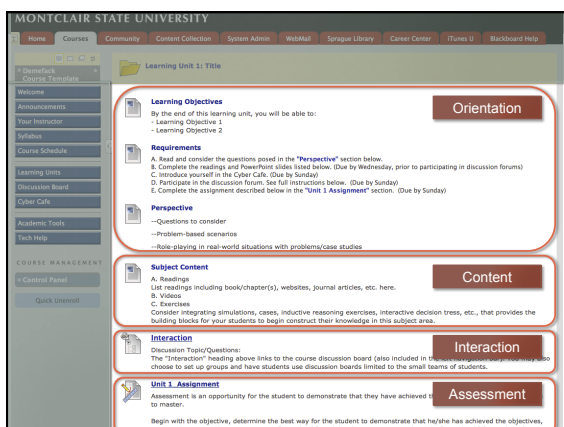 MONTCLAIR STATE UNIVERSITY
Home Courses Community Content Collection System Admin WebMail Sprague Library Career Center iTunes U Blackboard Help
Course Template
Welcome
Announcements
Your Instructor
Syllabus
Course Schedule
Learning Units
Discussion Board
Cyber Cafe
Academic Tools
Tech Help
COURSE MANAGEMENT
Control Panel
Quick Unenroll
Learning Unit 1: Title
Learning Objectives
Orientation
By the end of this learning unit, you will be able to:
- Learning Objective 1
- Learning Objective 2
Requirements
A. Read and consider the questions posed in the "Perspective" section below.
B. Complete the readings and PowerPoint slides listed below. (Due by Wednesday, prior to participating in discussion forums)
C. Introduce yourself in the Cyber Cafe. (Due by Sunday)
D. Participate in the discussion forum. See full instructions below. (Due by Sunday)
E. Complete the assignment described below in the "Unit 1 Assignment" section. (Due by Sunday)
Perspective
--Questions to consider
--Problem-based scenarios
--Role-playing in real-world situations with problems/case studies
Subject Content
Content
A. Readings
List readings including book/chapter(s), websites, journal articles, etc. here.
B. Videos
C. Exercises
Consider integrating simulations, cases, inductive reasoning exercises, interactive decision tress, etc., that provides the
building blocks for your students to begin construct their knowledge in this subject area.
Interaction
Interaction
Discussion Topic/Questions:
The "Interaction" heading above links to the course discussion board (also included in the also
choose to set up groups and have students use discussion boards limited to the small teams of students.
Unit 1 Assignment
Assessment
Assessment is an opportunity for the student to demonstrate that they have achieved
to master.
Begin with the objective, determine the best way for the student to demonstrate that he/she has achieved the objectives,